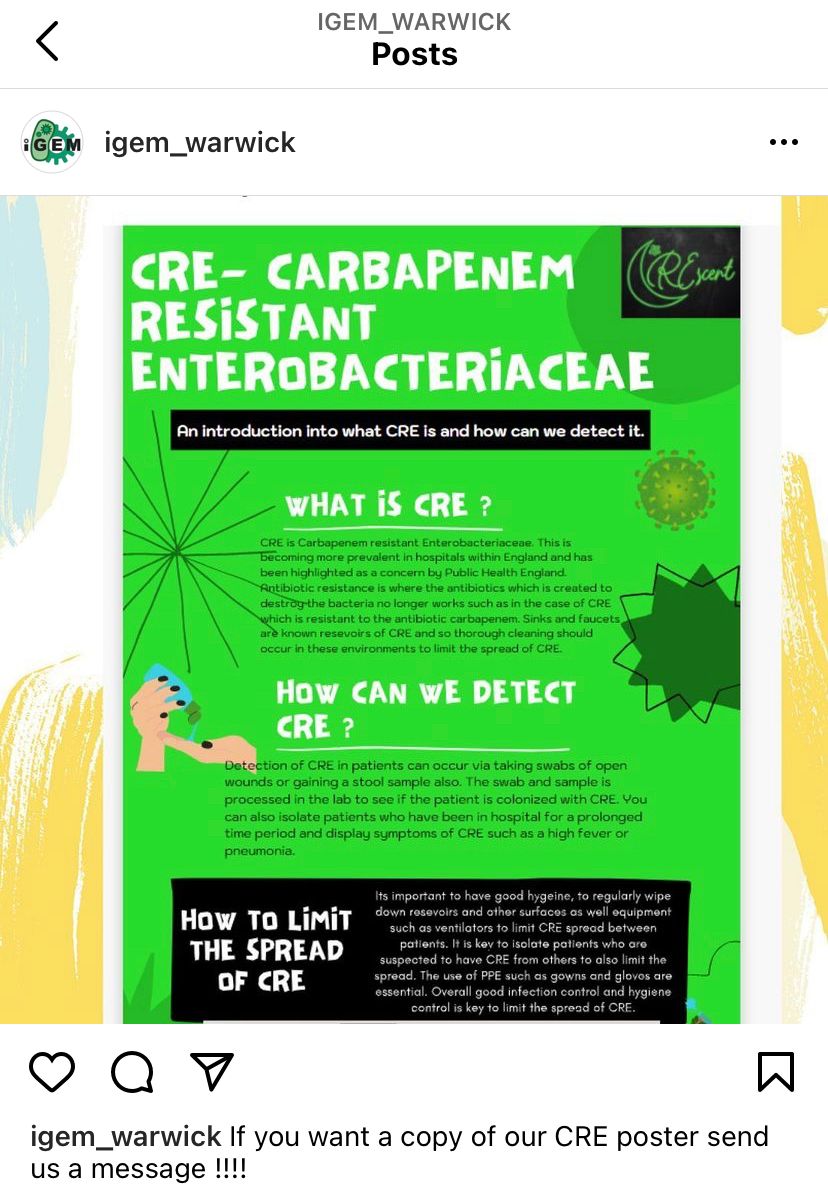 IGEM_WARWICK
Posts
iGEM
igem_warwick
CRE- CARBAPENEM
RESISTANT
ENTEROBACTERIACEAE
CREscent
An introduction into what CRE is and how can we detect it.
WHAT IS CRE ?
CRE is Carbapenem resistant Enterobacteriaceae. This is
becoming more prevalent in hospitals within England and has
been highlighted as a concern by Public Health England.
Antibiotic resistance is where the antibiotics which is created to
destroy the bacteria no longer works such as in the case of CRE
which is resistant to the antibiotic carbapenem. Sinks and faucets
are known resevoirs of CRE and so thorough cleaning should
occur in these environments to limit the spread of CRE.
HOW CAN WE DETECT
CRE ?
Detection of CRE in patients can occur via taking swabs of open
wounds or gaining a stool sample also. The swab and sample is
processed in the lab to see if the patient is colonized with CRE. You
can also isolate patients who have been in hospital for a prolonged
time period and display symptoms of CRE such as a high fever or
pneumonia.
HOW TO LIMIT
THE SPREAD
OF CRE
Its important to have good hygeine, to regularly wipe
down resevoirs and other surfaces as well equipment
such as ventilators to limit CRE spread between
patients. It is key to isolate patients who are
suspected to have CRE from others to also limit the
spread. The use of PPE such as gowns and gloves are
essential. Overall good infection control and hygiene
control is key to limit the spread of CRE.
igem_warwick If you want a copy of our CRE poster send
us a message !!!!